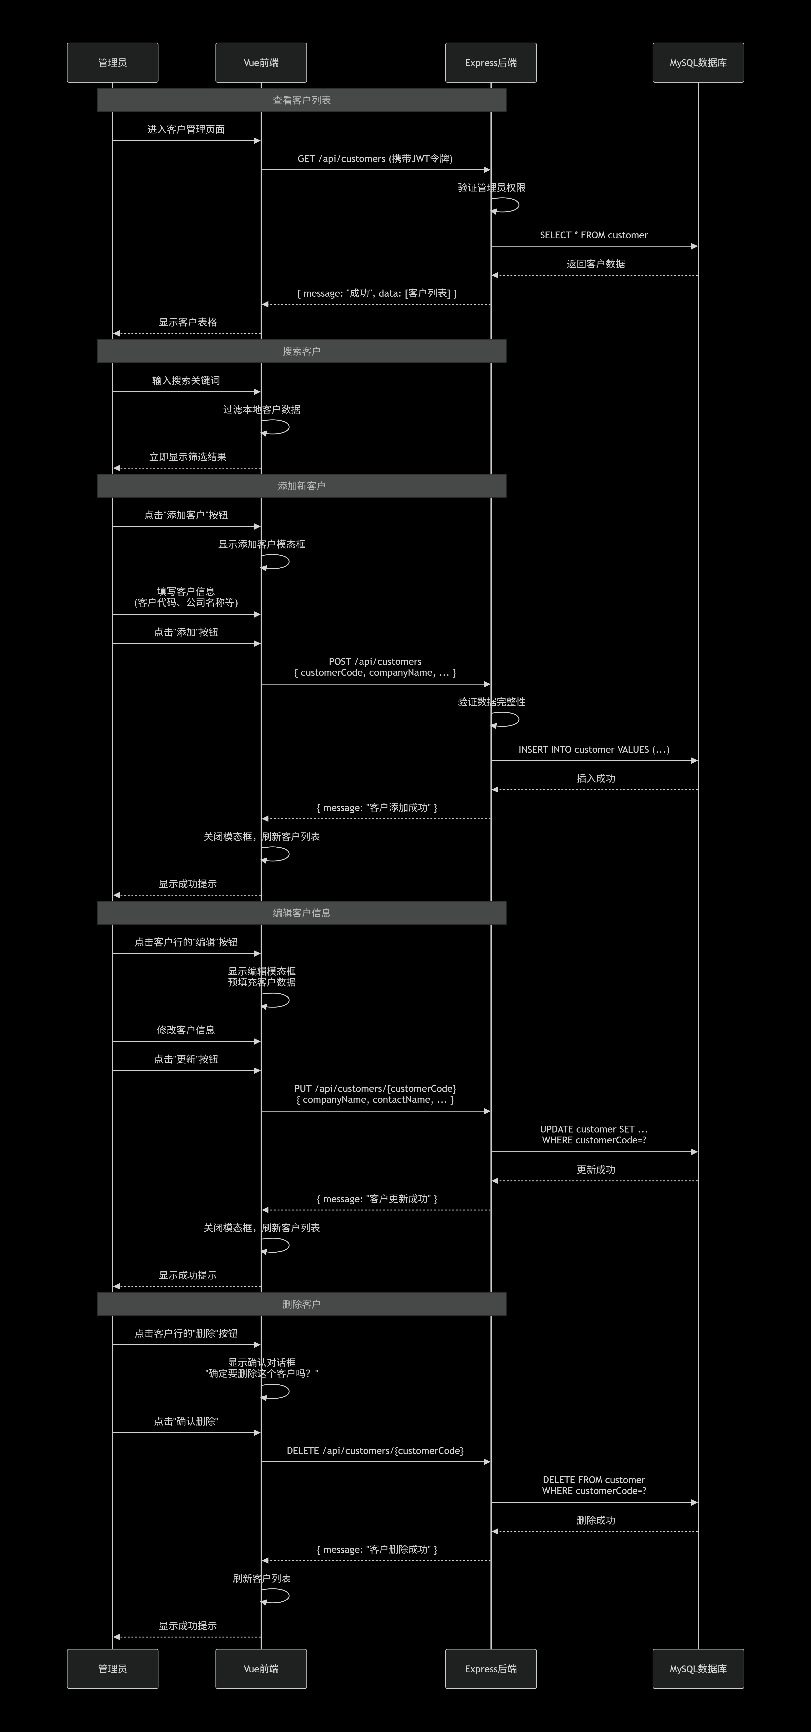 管理员
Vue前端
Express后端
MySQL数据库
查看客户列表
进入客户管理页面
GET /api/customers (携带JWT令牌)
验证管理员权限
SELECT * FROM customer
返回客户数据
{ message: "成功", data: [客户列表] }
显示客户表格
搜索客户
输入搜索关键词
过滤本地客户数据
立即显示筛选结果
添加新客户
点击"添加客户"按钮
显示添加客户模态框
填写客户信息
(客户代码、公司名称等)
点击"添加"按钮
POST /api/customers
{ customerCode, companyName, ... }
验证数据完整性
INSERT INTO customer VALUES (...)
插入成功
{ message: "客户添加成功" }
关闭模态框，刷新客户列表
显示成功提示
编辑客户信息
点击客户行的"编辑"按钮
显示编辑模态框
预填充客户数据
修改客户信息
点击"更新"按钮
PUT /api/customers/{customerCode}
{ companyName, contactName, ... }
UPDATE customer SET ...
WHERE customerCode=?
更新成功
{ message: "客户更新成功" }
关闭模态框，刷新客户列表
显示成功提示
删除客户
点击客户行的"删除"按钮
显示确认对话框
"确定要删除这个客户吗？"
点击"确认删除"
DELETE /api/customers/{customerCode}
DELETE FROM customer
WHERE customerCode=?
删除成功
{ message: "客户删除成功" }
刷新客户列表
显示成功提示
管理员
Vue前端
Express后端
MySQL数据库